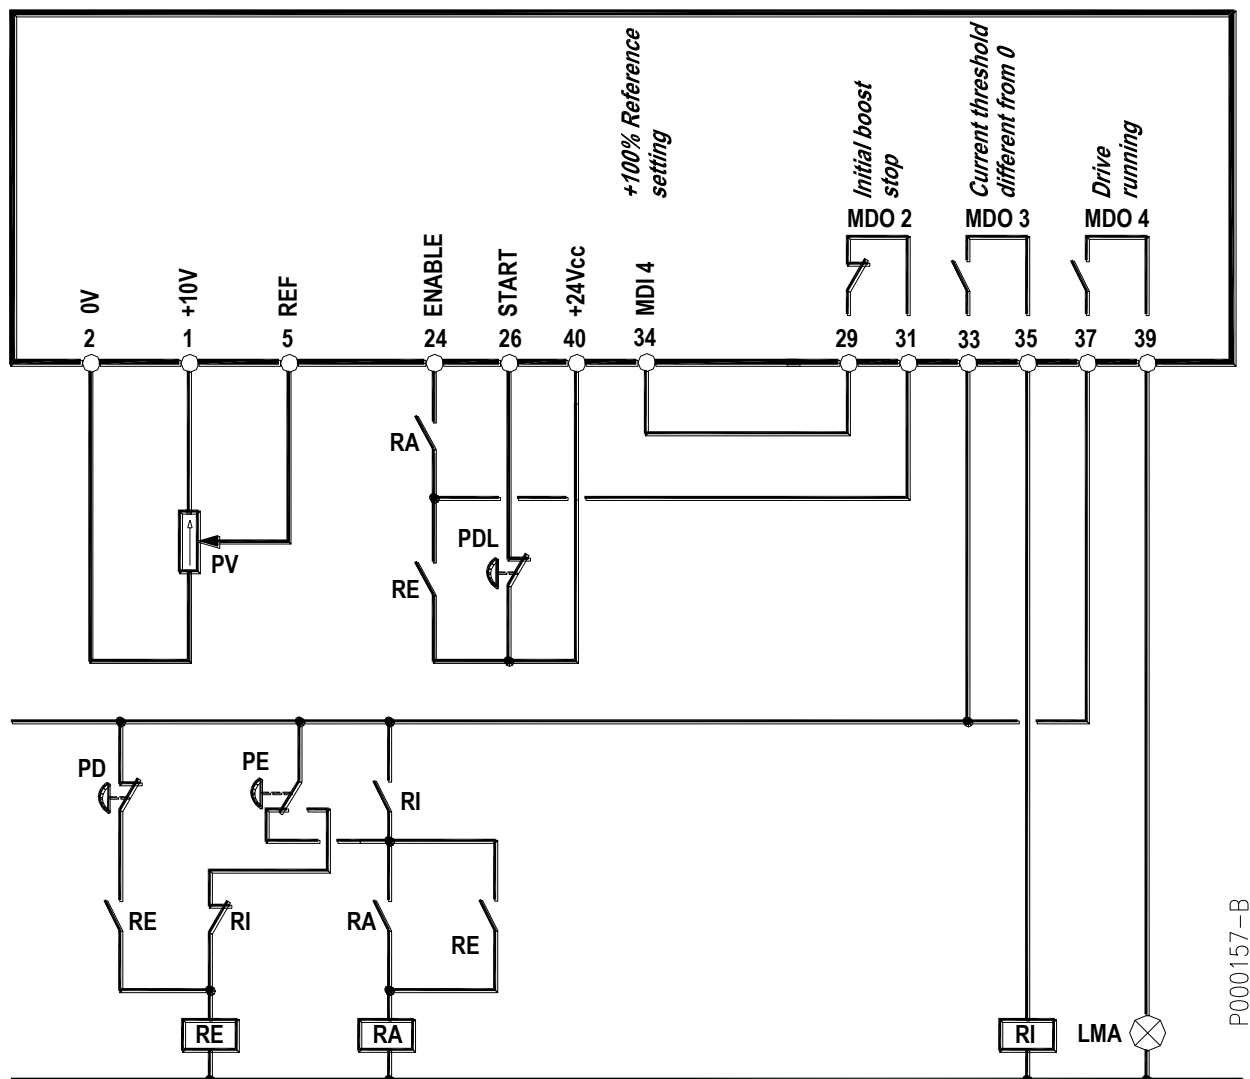 +100% Reference
setting
Initial boost
stop
Current threshold
different from 0
Drive
running
MDO 2
MDO 3
MDO 4
0V
+10V
REF
ENABLE
START
+24Vcc
MDI 4
2
1
5
24
26
40
34
29
31
33
35
37
39
RA
PV
PDL
RE
PD
PE
RI
RE
RI
RA
RE
RE
RA
RI
LMA
P000157-B